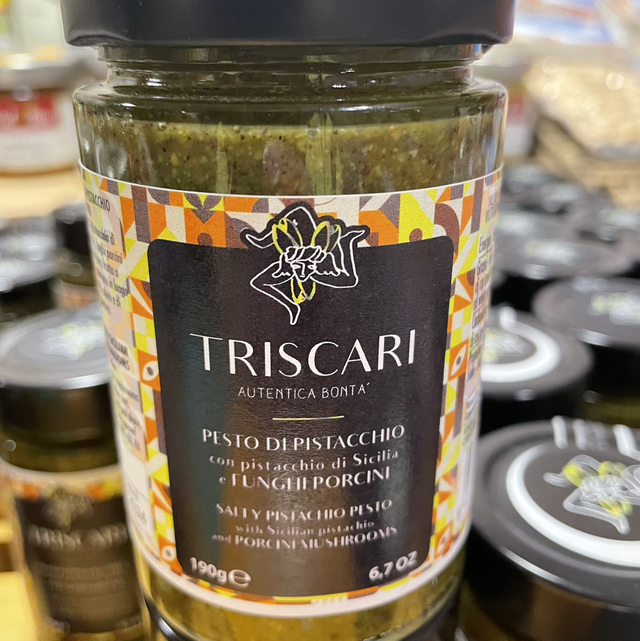 TRISCARI
AUTENTICA BONTA´
PESTO DI PISTACCHIO
con pistacchio di Sicilia
e FUNGHI PORCINI
SALTY PISTACHIO PESTO
with Sicilian pistachio
and PORCINI MUSHROOMS
190g e
6,7 OZ
TRISCARI